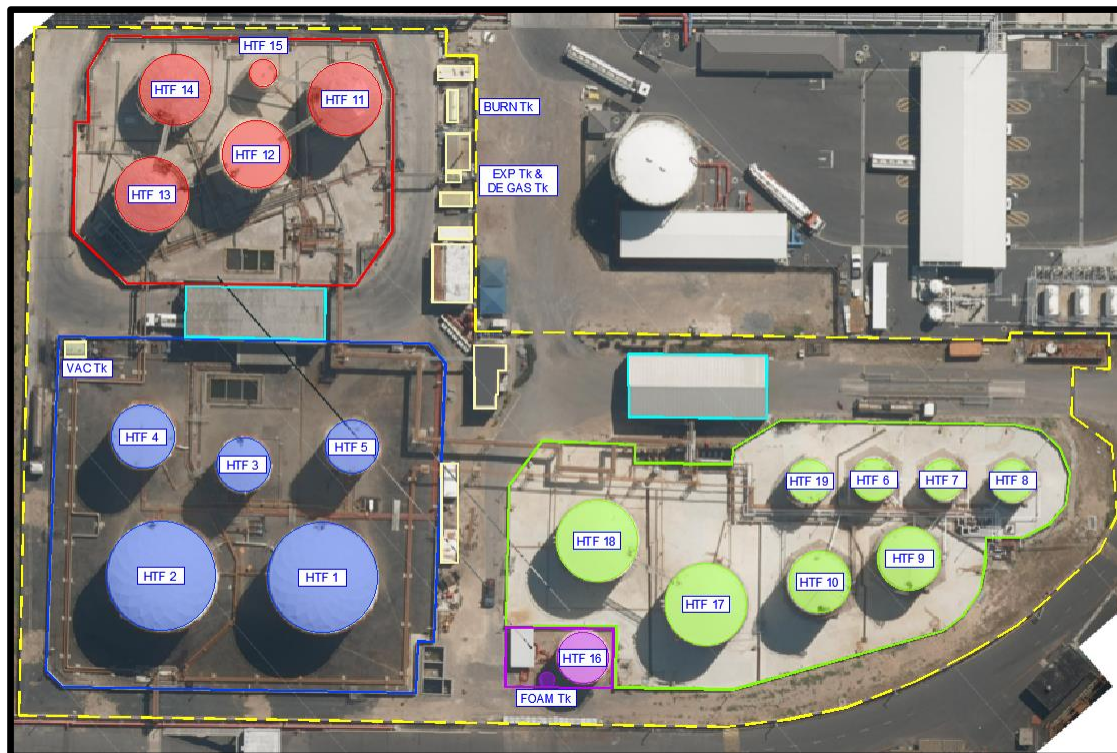 HTF 15
HTF 14
HTF 11
BURN Tk
HTF 12
EXP Tk &
DE GAS Tk
HTF 13
VAC Tk
HTF 4
HTF 5
HTF 3
HTF 19
HTF 6
HTF 7
HTF 8
HTF 18
HTF 9
HTF 2
HTF 1
HTF 10
HTF 17
HTF 16
FOAM Tk